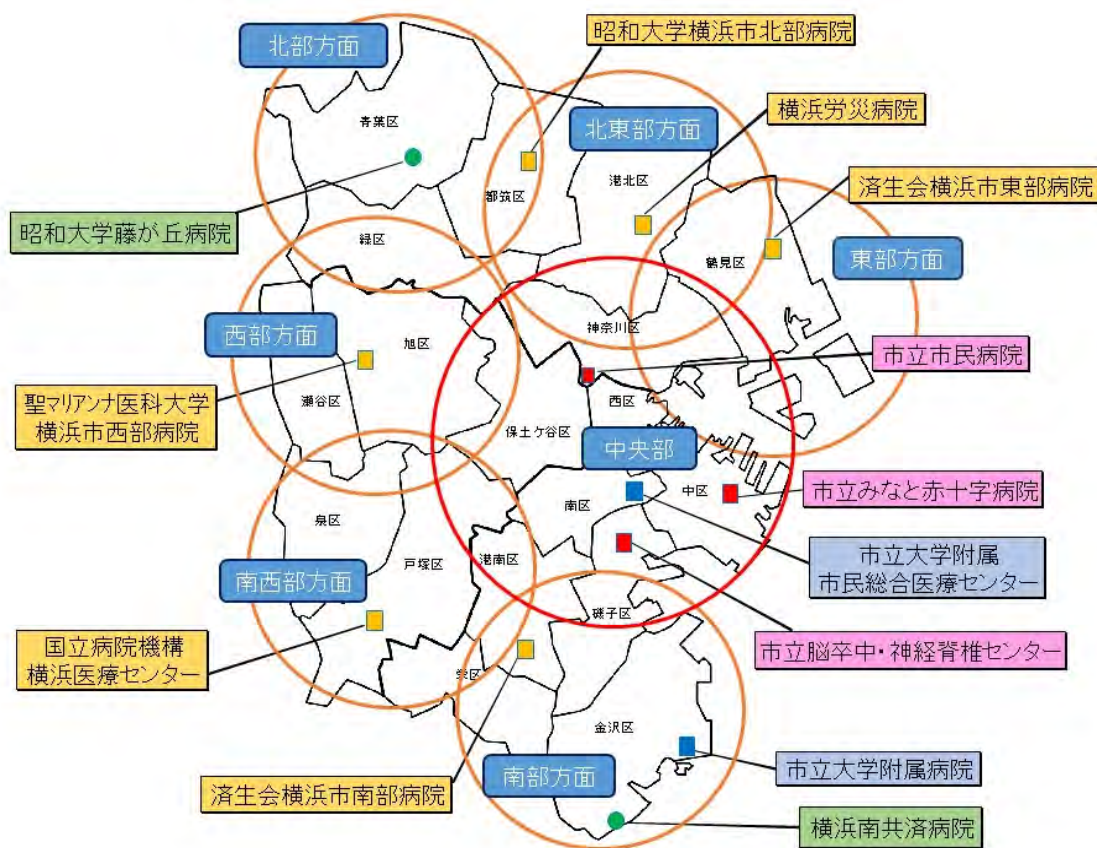 北部方面
昭和大学横浜市北部病院
横浜労災病院
北東部方面
青葉区
港北区
都筑区
済生会横浜市東部病院
昭和大学藤が丘病院
緑区
鶴見区
東部方面
西部方面
神奈川区
旭区
市立市民病院
聖マリアンナ医科大学
横浜市西部病院
瀬谷区
西区
保土ケ谷区
中央部
市立みなと赤十字病院
中区
南区
泉区
戸塚区
港南区
市立大学附属
市民総合医療センター
南西部方面
磯子区
国立病院機構
横浜医療センター
市立脳卒中・神経脊椎センター
栄区
金沢区
南部方面
市立大学附属病院
済生会横浜市南部病院
横浜南共済病院